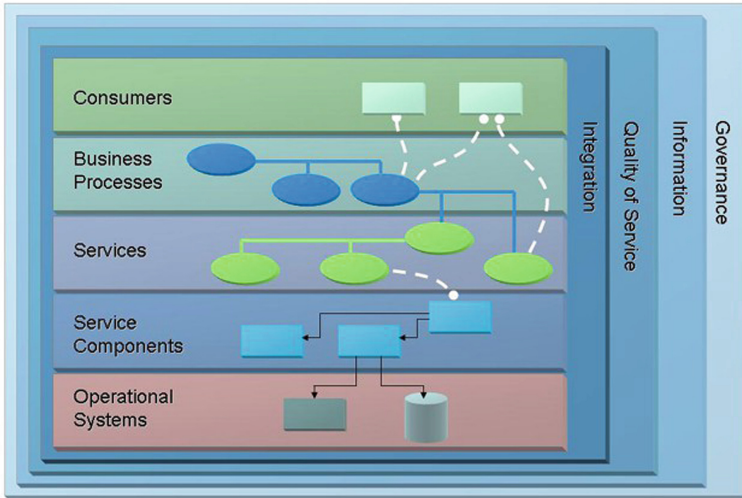 Consumers
Business
Processes
Services
Service
Components
Operational
Systems
Integration
Quality of Service
Information
Governance